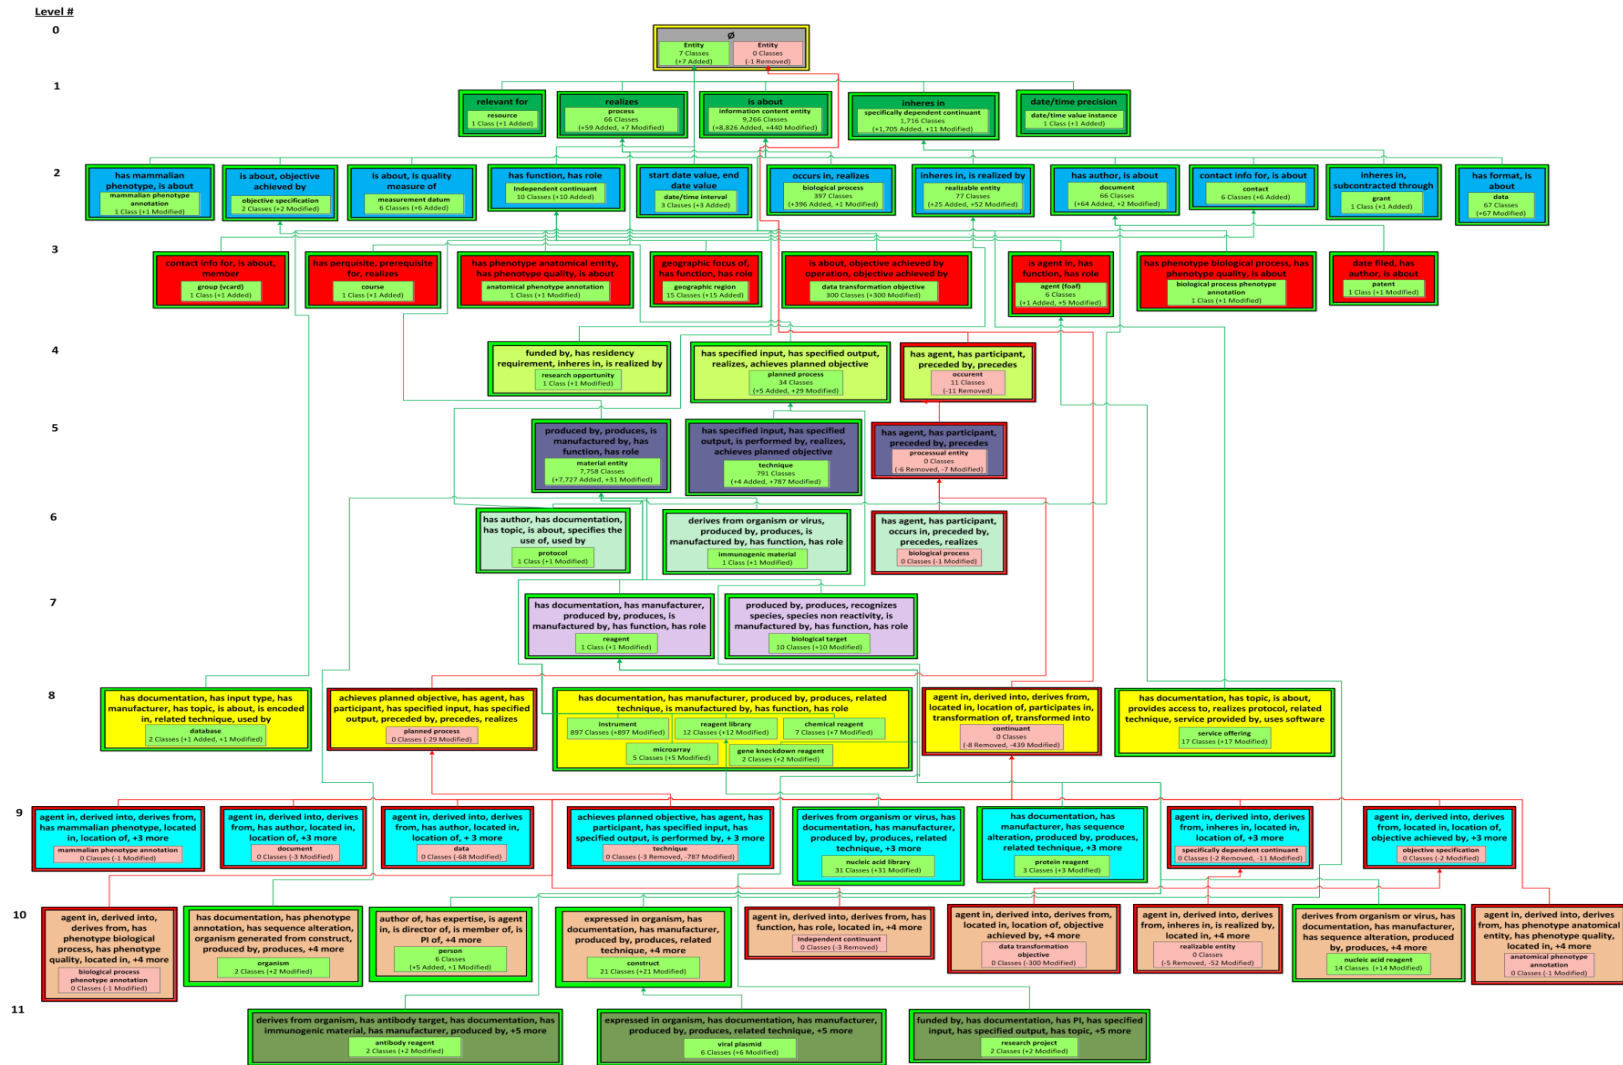 Level #
0
Ø
Entity
7 Classes
(+7 Added)
Entity
0 Classes
(-1 Removed)
1
relevant for
resource
1 Class (+1 Added)
realizes
process
66 Classes
(+59 Added, +7 Modified)
is about
information content entity
9,266 Classes
(+8,826 Added, +440 Modified)
inheres in
specifically dependent continuant
1,716 Classes
(+1,705 Added, +11 Modified)
date/time precision
date/time value instance
1 Class (+1 Added)
2
has mammalian
phenotype, is about
mammalian phenotype
annotation
1 Class (+1 Modified)
is about, objective
achieved by
objective specification
2 Classes (+2 Modified)
is about, is quality
measure of
measurement datum
6 Classes (+6 Added)
has function, has role
Independent continuant
10 Classes (+10 Added)
start date value, end
date value
date/time interval
3 Classes (+3 Added)
occurs in, realizes
biological process
397 Classes
(+396 Added, +1 Modified)
inheres in, is realized by
realizable entity
77 Classes
(+25 Added, +52 Modified)
has author, is about
document
66 Classes
(+64 Added, +2 Modified)
contact info for, is about
contact
6 Classes (+6 Added)
inheres in,
subcontracted through
grant
1 Class (+1 Added)
has format, is
about
data
67 Classes
(+67 Modified)
3
contact info for, is about,
member
group (vcard)
1 Class (+1 Added)
has perquisite, prerequisite
for, realizes
course
1 Class (+1 Added)
has phenotype anatomical entity,
has phenotype quality, is about
anatomical phenotype annotation
1 Class (+1 Modified)
geographic focus of,
has function, has role
geographic region
15 Classes (+15 Added)
is about, objective achieved by
operation, objective achieved by
data transformation objective
300 Classes (+300 Modified)
is agent in, has
function, has role
agent (foaf)
6 Classes
(+1 Added, +5 Modified)
has phenotype biological process, has
phenotype quality, is about
biological process phenotype
annotation
1 Class (+1 Modified)
date filed, has
author, is about
patent
1 Class (+1 Modified)
4
funded by, has residency
requirement, inheres in, is realized by
research opportunity
1 Class (+1 Modified)
has specified input, has specified output,
realizes, achieves planned objective
planned process
34 Classes
(+5 Added, +29 Modified)
has agent, has participant,
preceded by, precedes
occurent
11 Classes
(-11 Removed)
5
produced by, produces, is
manufactured by, has
function, has role
material entity
7,758 Classes
(+7,727 Added, +31 Modified)
has specified input, has specified
output, is performed by, realizes,
achieves planned objective
technique
791 Classes
(+4 Added, +787 Modified)
has agent, has participant,
preceded by, precedes
processual entity
0 Classes
(-6 Removed, -7 Modified)
6
has author, has documentation,
has topic, is about, specifies the
use of, used by
protocol
1 Class (+1 Modified)
derives from organism or virus,
produced by, produces, is
manufactured by, has function, has role
immunogenic material
1 Class (+1 Modified)
has agent, has participant,
occurs in, preceded by,
precedes, realizes
biological process
0 Classes (-1 Modified)
7
has documentation, has manufacturer,
produced by, produces, is
manufactured by, has function, has role
reagent
1 Class (+1 Modified)
produced by, produces, recognizes
species, species non reactivity, is
manufactured by, has function, has role
biological target
10 Classes (+10 Modified)
8
has documentation, has input type, has
manufacturer, has topic, is about, is encoded
in, related technique, used by
database
2 Classes (+1 Added, +1 Modified)
achieves planned objective, has agent, has
participant, has specified input, has specified
output, preceded by, precedes, realizes
planned process
0 Classes (-29 Modified)
has documentation, has manufacturer, produced by, produces, related
technique, is manufactured by, has function, has role
instrument
897 Classes (+897 Modified)
reagent library
12 Classes (+12 Modified)
chemical reagent
7 Classes (+7 Modified)
microarray
5 Classes (+5 Modified)
gene knockdown reagent
2 Classes (+2 Modified)
agent in, derived into, derives from,
located in, location of, participates in,
transformation of, transformed into
continuant
0 Classes
(-8 Removed, -439 Modified)
has documentation, has topic, is about,
provides access to, realizes protocol, related
technique, service provided by, uses software
service offering
17 Classes (+17 Modified)
9
agent in, derived into, derives from,
has mammalian phenotype, located
in, location of, +3 more
mammalian phenotype annotation
0 Classes (-1 Modified)
agent in, derived into, derives
from, has author, located in,
location of, +3 more
document
0 Classes (-3 Modified)
agent in, derived into, derives
from, has author, located in,
location of, + 3 more
data
0 Classes (-68 Modified)
achieves planned objective, has agent, has
participant, has specified input, has
specified output, is performed by, + 3 more
technique
0 Classes (-3 Removed, -787 Modified)
derives from organism or virus, has
documentation, has manufacturer,
produced by, produces, related
technique, +3 more
nucleic acid library
31 Classes (+31 Modified)
has documentation, has
manufacturer, has sequence
alteration, produced by, produces,
related technique, +3 more
protein reagent
3 Classes (+3 Modified)
agent in, derived into, derives
from, inheres in, located in,
location of, +3 more
specifically dependent continuant
0 Classes (-2 Removed, -11 Modified)
agent in, derived into, derives
from, located in, location of,
objective achieved by, +3 more
objective specification
0 Classes (-2 Modified)
10
agent in, derived into,
derives from, has
phenotype biological
process, has phenotype
quality, located in, +4 more
biological process
phenotype annotation
0 Classes (-1 Modified)
has documentation, has phenotype
annotation, has sequence alteration,
organism generated from construct,
produced by, produces, +4 more
organism
2 Classes (+2 Modified)
author of, has expertise, is agent
in, is director of, is member of, is
PI of, +4 more
person
6 Classes
(+5 Added, +1 Modified)
expressed in organism, has
documentation, has manufacturer,
produced by, produces, related
technique, +4 more
construct
21 Classes (+21 Modified)
agent in, derived into, derives from, has
function, has role, located in, +4 more
Independent continuant
0 Classes (-3 Removed)
agent in, derived into, derives from,
located in, location of, objective
achieved by, +4 more
data transformation
objective
0 Classes (-300 Modified)
agent in, derived into, derives
from, inheres in, is realized by,
located in, +4 more
realizable entity
0 Classes
(-5 Removed, -52 Modified)
derives from organism or virus, has
documentation, has manufacturer,
has sequence alteration, produced
by, produces, +4 more
nucleic acid reagent
14 Classes (+14 Modified)
agent in, derived into, derives
from, has phenotype anatomical
entity, has phenotype quality,
located in, +4 more
anatomical phenotype
annotation
0 Classes (-1 Modified)
11
derives from organism, has antibody target, has documentation, has
immunogenic material, has manufacturer, produced by, +5 more
antibody reagent
2 Classes (+2 Modified)
expressed in organism, has documentation, has manufacturer,
produced by, produces, related technique, +5 more
viral plasmid
6 Classes (+6 Modified)
funded by, has documentation, has PI, has specified
input, has specified output, has topic, +5 more
research project
2 Classes (+2 Modified)